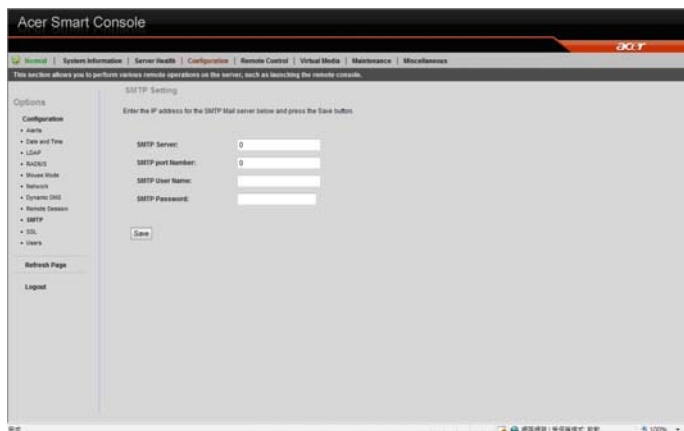 Acer Smart Console
acer
Normal | System Information | Server Health | Configuration | Remote Control | Virtual Media | Maintenance | Miscellaneous
This section allows you to perform various remote operations on the server, such as launching the remote console.
Options
Configuration
• Alerts
• Date and Time
• LDAP
• RADIUS
• Mouse Mode
• Network
• Dynamic DNS
• Remote Session
• SMTP
• SSL
• Users
Refresh Page
Logout
SMTP Setting
Enter the IP address for the SMTP Mail server below and press the Save button.
SMTP Server: 0
SMTP port Number: 0
SMTP User Name:
SMTP Password:
Save
完成
100%